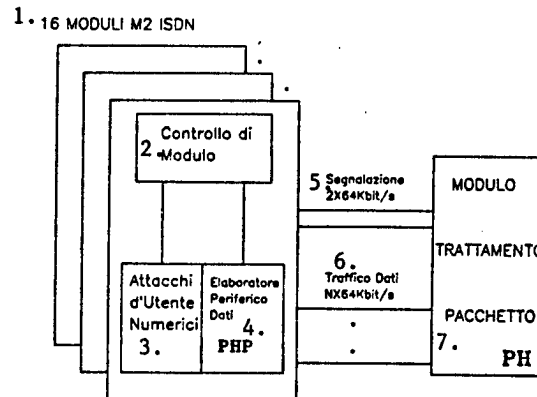 1. 16 MODULI M2 ISDN
2. Controllo di
Modulo
5. Segnalazione
2X64Kbit/s
MODULO
TRATTAMENTO
PACCHETTO
7. PH
6.
Traffico Dati
NX64Kbit/s
Attacchi
d'Utente
Numerici
3.
Elaboratore
Periferico
Dati 4.
PHP